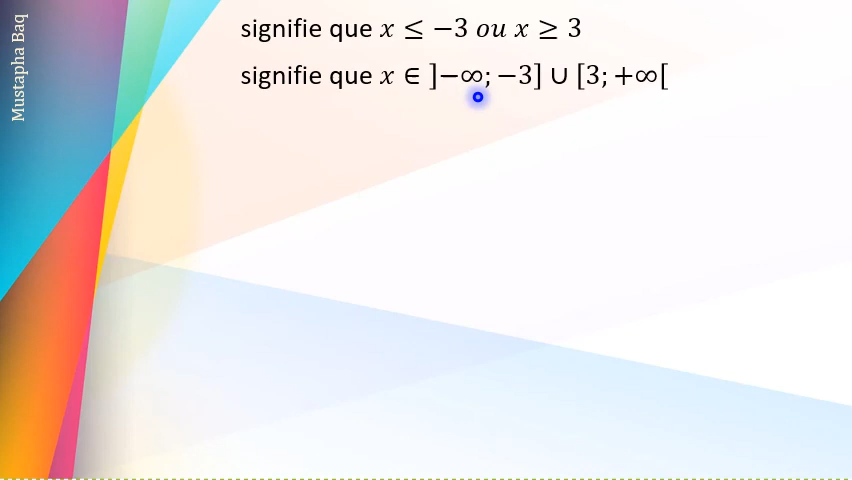 signifie que x ≤ −3 ou x ≥ 3
signifie que x ∈ ]−∞; −3] ∪ [3; +∞[
Mustapha Baq